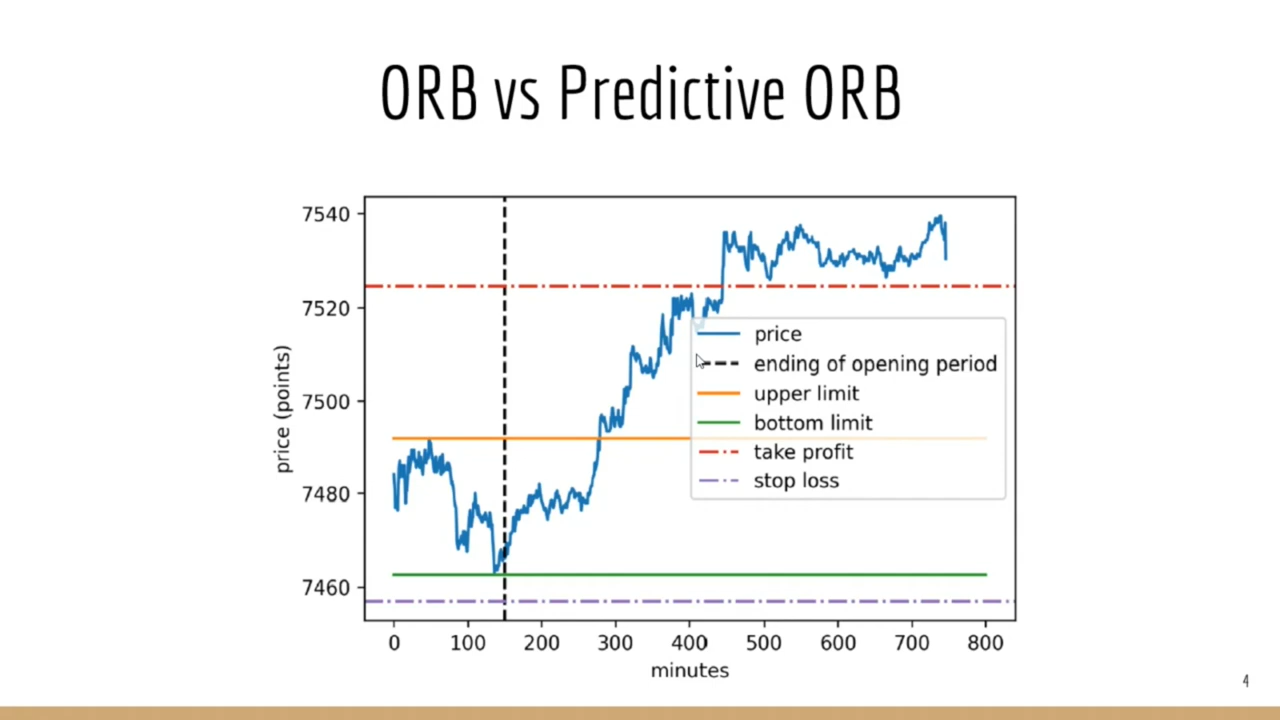 ORB vs Predictive ORB
7540
7520
7500
7480
7460
price (points)
price
ending of opening period
upper limit
bottom limit
take profit
stop loss
0 100 200 300 400 500 600 700 800
minutes
4